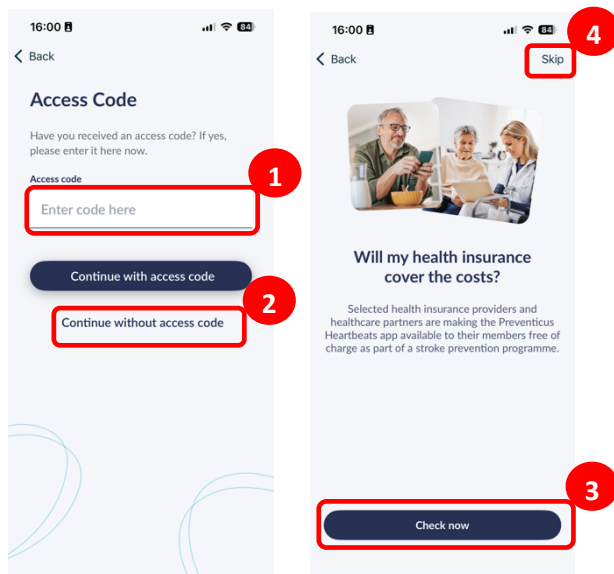 16:00
84
Back
Access Code
Have you received an access code? If yes,
please enter it here now.
Access code
1
Enter code here
Continue with access code
2
Continue without access code
16:00
84
4
Back
Skip
Will my health insurance
cover the costs?
Selected health insurance providers and
healthcare partners are making the Preventicus
Heartbeats app available to their members free of
charge as part of a stroke prevention programme.
3
Check now